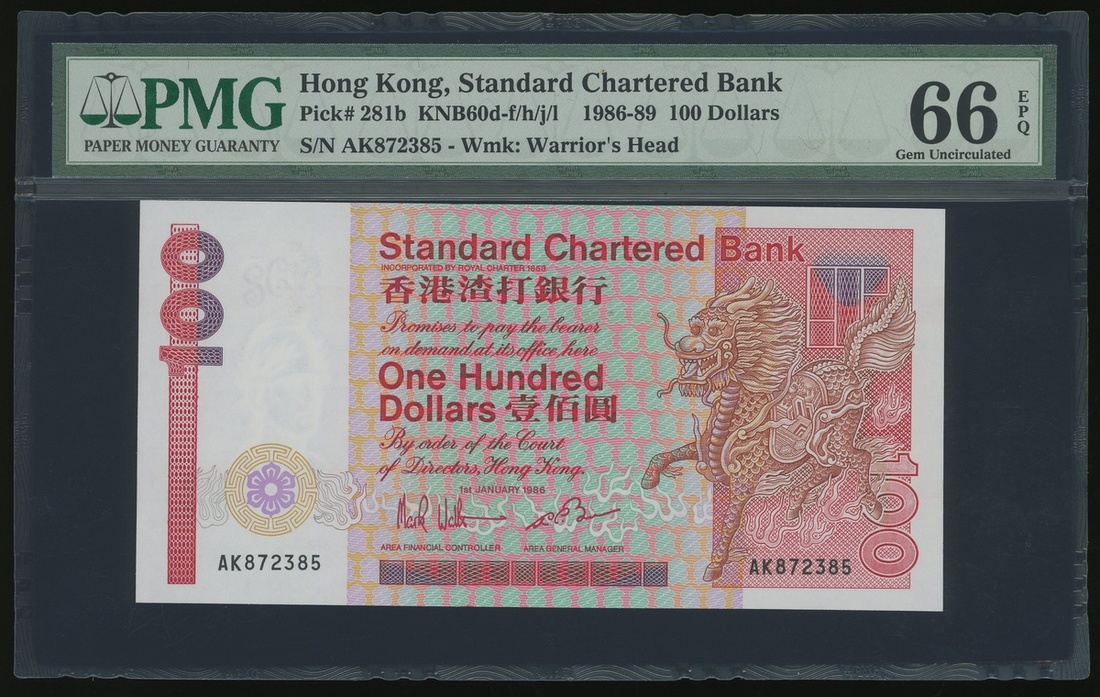 PMG
PAPER MONEY GUARANTY
Hong Kong, Standard Chartered Bank
Pick# 281b KNB60d-f/h/j/l 1986-89 100 Dollars
S/N AK872385 - Wmk: Warrior's Head
66
EPQ
Gem Uncirculated
100
Standard Chartered Bank
INCORPORATED BY ROYAL CHARTER 1853
香港渣打銀行
Promises to pay the bearer
on demand at its office here
One Hundred
Dollars 壹佰圓
By order of the Court
of Directors, Hong Kong.
1st JANUARY 1986
AREA FINANCIAL CONTROLLER AREA GENERAL MANAGER
AK872385
AK872385
100